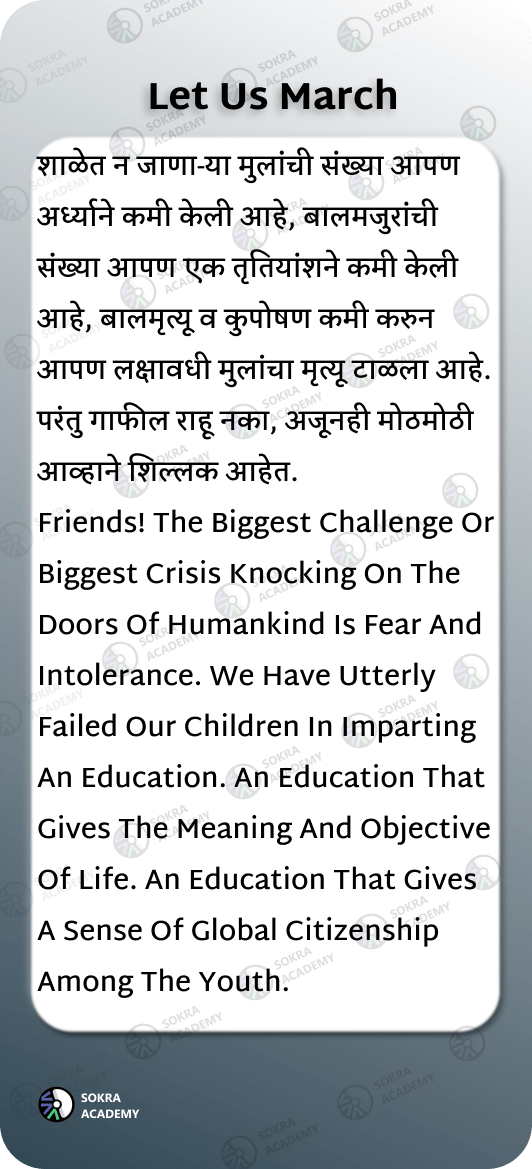 Let Us March
शाळेत न जाणा-या मुलांची संख्या आपण
अर्ध्याने कमी केली आहे, बालमजुरांची
संख्या आपण एक तृतियांशने कमी केली
आहे, बालमृत्यू व कुपोषण कमी करुन
आपण लक्षावधी मुलांचा मृत्यू टाळला आहे.
परंतु गाफील राहू नका, अजूनही मोठमोठी
आव्हाने शिल्लक आहेत.
Friends! The Biggest Challenge Or
Biggest Crisis Knocking On The
Doors Of Humankind Is Fear And
Intolerance. We Have Utterly
Failed Our Children In Imparting
An Education. An Education That
Gives The Meaning And Objective
Of Life. An Education That Gives
A Sense Of Global Citizenship
Among The Youth.
SOKRA
ACADEMY